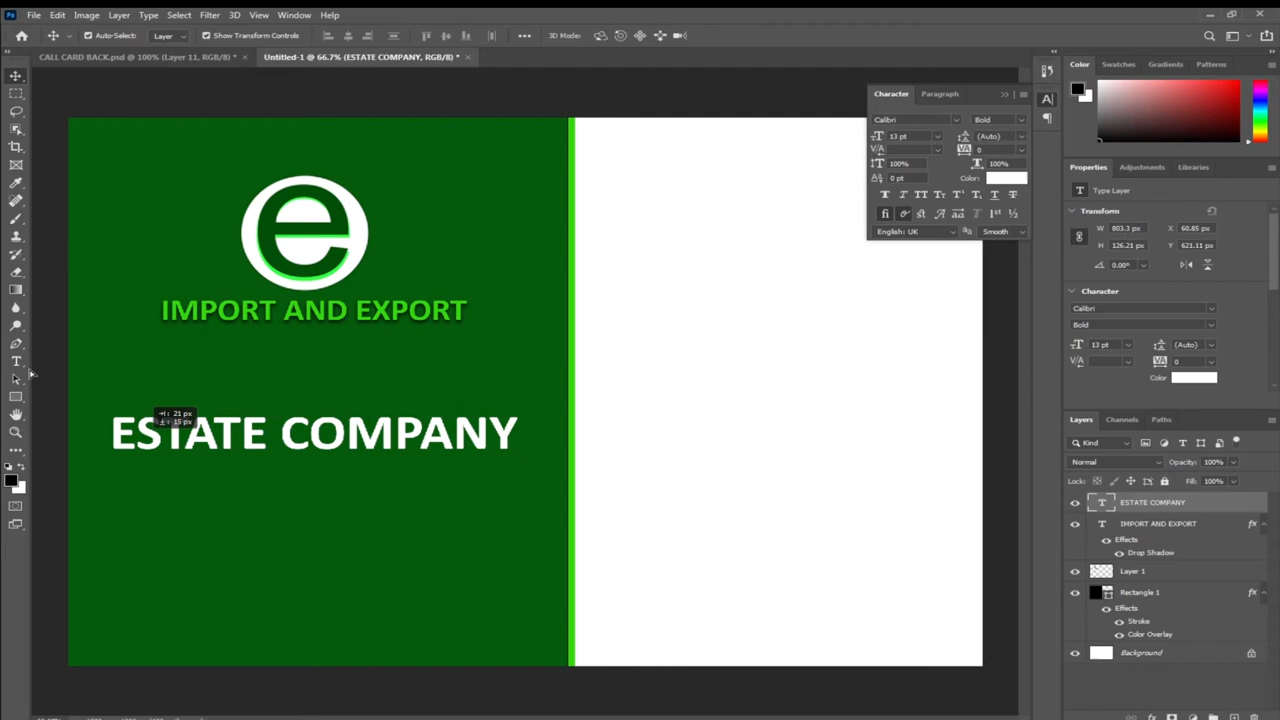 File Edit Image Layer Type Select Filter 3D View Window Help
Auto-Select: Layer Show Transform Controls 3D Mode:
CALL CARD BACK.psd @ 100% (Layer 11, RGB/8) * × Untitled-1 @ 66.7% (ESTATE COMPANY, RGB/8) * ×
Color Swatches Gradients Patterns
Character Paragraph
Calibri Bold
13 pt (Auto)
0
100% 100%
0 pt Color:
English: UK Smooth
Properties Adjustments Libraries
Type Layer
Transform
W 803.3 px X 60.85 px
H 126.21 px Y 621.11 px
0.00°
Character
Calibri
Bold
13 pt (Auto)
0
Color
e
IMPORT AND EXPORT
21 px
15 px
ESTATE COMPANY
Layers Channels Paths
Kind
Normal Opacity: 100%
Lock: Fill: 100%
ESTATE COMPANY
IMPORT AND EXPORT fx
Effects
Drop Shadow
Layer 1
Rectangle 1 fx
Effects
Stroke
Color Overlay
Background